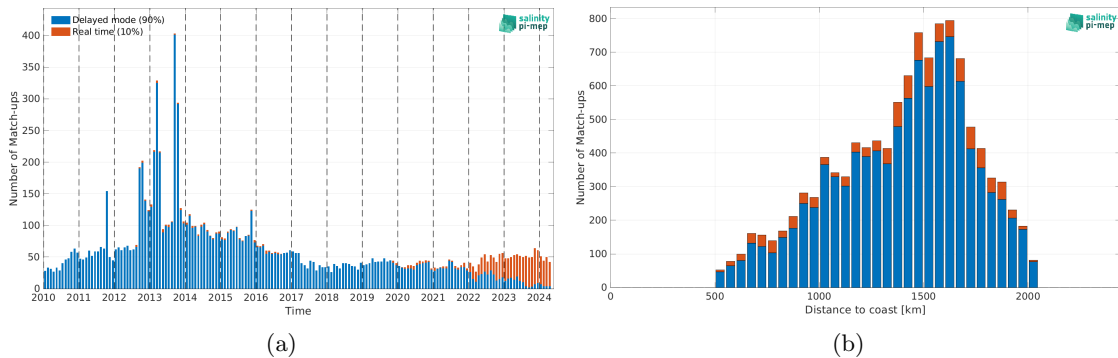 Delayed mode (90%)
Real time (10%)
salinity
pi-mep
Number of Match-ups
400
350
300
250
200
150
100
50
0
2010 2011 2012 2013 2014 2015 2016 2017 2018 2019 2020 2021 2022 2023 2024
Time
(a)
salinity
pi-mep
Number of Match-ups
800
700
600
500
400
300
200
100
0
0 500 1000 1500 2000
Distance to coast [km]
(b)